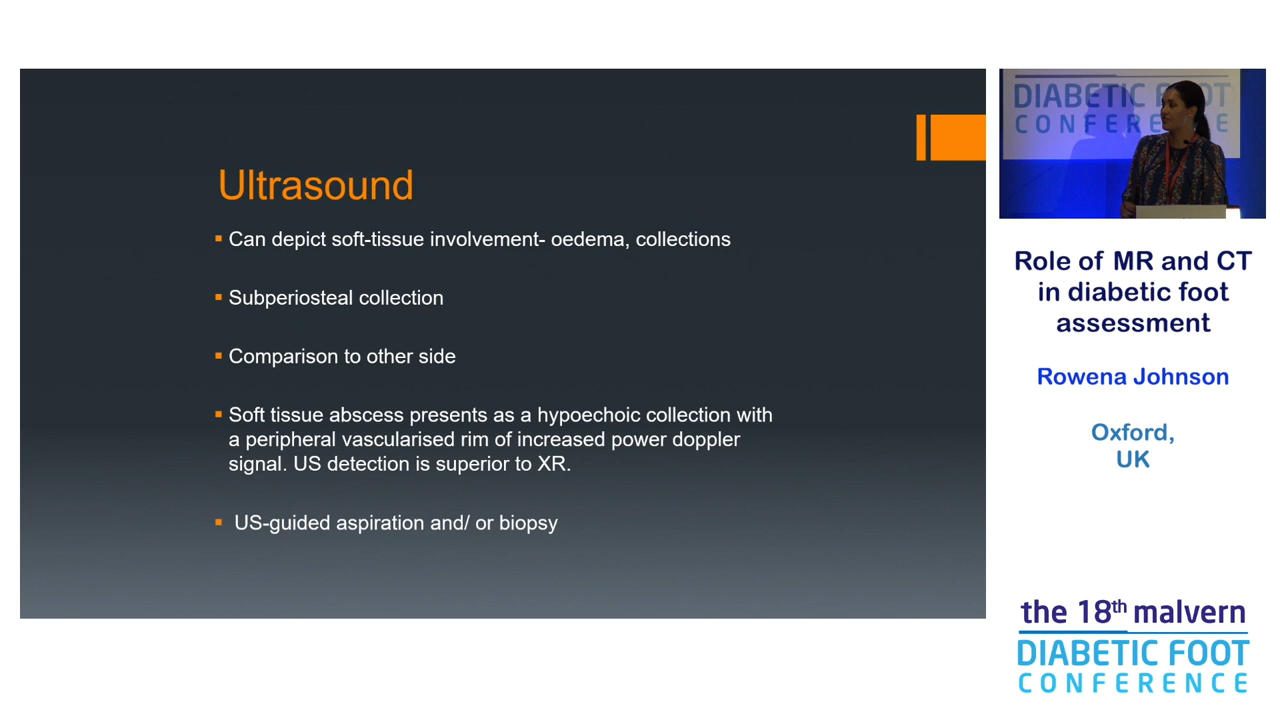 Ultrasound
▪ Can depict soft-tissue involvement- oedema, collections
▪ Subperiosteal collection
▪ Comparison to other side
▪ Soft tissue abscess presents as a hypoechoic collection with
a peripheral vascularised rim of increased power doppler
signal. US detection is superior to XR.
▪ US-guided aspiration and/ or biopsy
DIABETIC FOOT
CONFERENCE
Role of MR and CT
in diabetic foot
assessment
Rowena Johnson
Oxford,
UK
the 18th malvern
DIABETIC FOOT
CONFERENCE